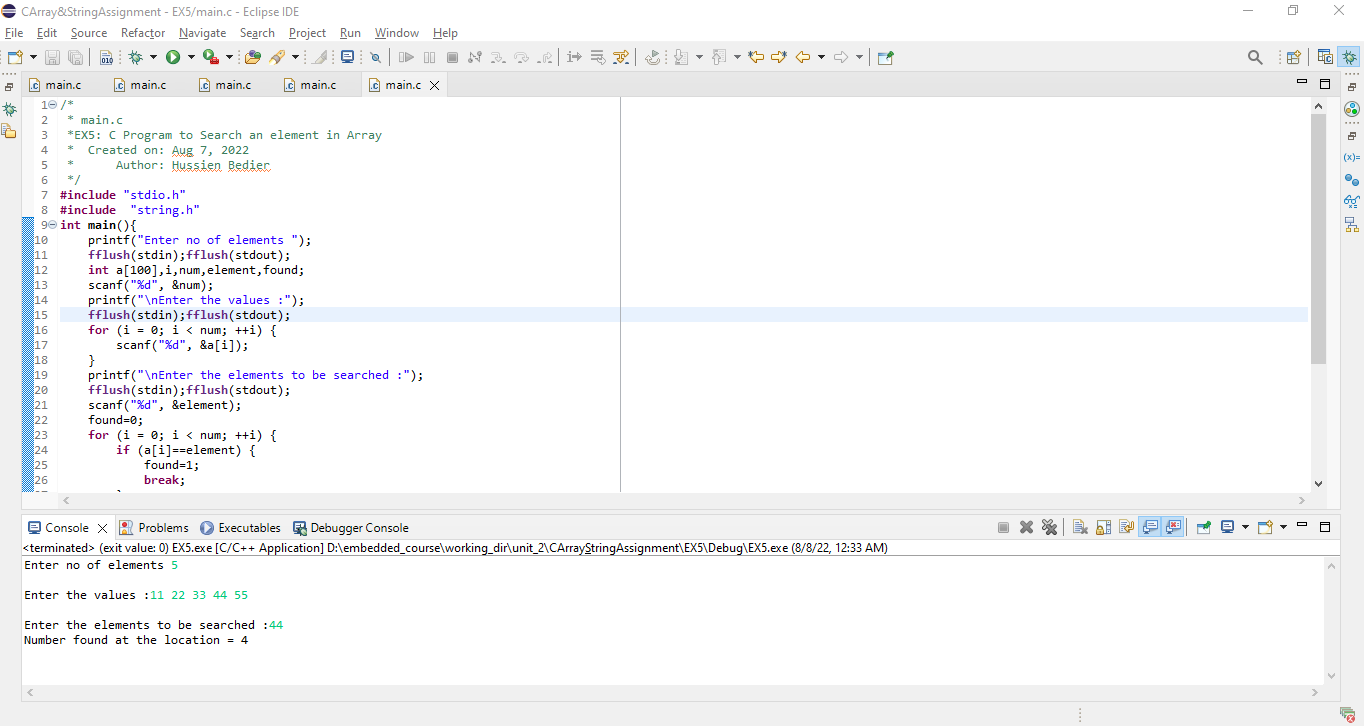 CArray&StringAssignment - EX5/main.c - Eclipse IDE
File Edit Source Refactor Navigate Search Project Run Window Help
main.c main.c main.c main.c main.c
1 /*
2  * main.c
3  *EX5: C Program to Search an element in Array
4  *  Created on: Aug 7, 2022
5  *      Author: Hussien Bedier
6  */
7 #include "stdio.h"
8 #include  "string.h"
9 int main(){
10     printf("Enter no of elements ");
11     fflush(stdin);fflush(stdout);
12     int a[100],i,num,element,found;
13     scanf("%d", &num);
14     printf("\nEnter the values :");
15     fflush(stdin);fflush(stdout);
16     for (i = 0; i < num; ++i) {
17         scanf("%d", &a[i]);
18     }
19     printf("\nEnter the elements to be searched :");
20     fflush(stdin);fflush(stdout);
21     scanf("%d", &element);
22     found=0;
23     for (i = 0; i < num; ++i) {
24         if (a[i]==element) {
25             found=1;
26             break;
Console Problems Executables Debugger Console
<terminated> (exit value: 0) EX5.exe [C/C++ Application] D:\embedded_course\working_dir\unit_2\CArrayStringAssignment\EX5\Debug\EX5.exe (8/8/22, 12:33 AM)
Enter no of elements 5
Enter the values :11 22 33 44 55
Enter the elements to be searched :44
Number found at the location = 4